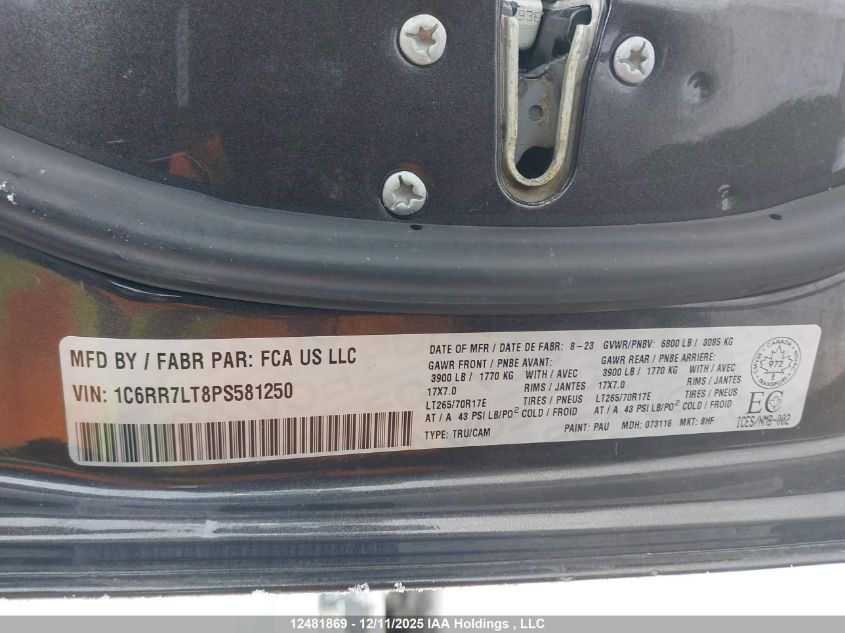 93E
MFD BY / FABR PAR: FCA US LLC
VIN: 1C6RR7LT8PS581250
DATE OF MFR / DATE DE FABR: 8-23 GVWR/PNBV: 6800 LB / 3085 KG
GAWR FRONT / PNBE AVANT: GAWR REAR / PNBE ARRIERE:
3900 LB / 1770 KG WITH / AVEC 3900 LB / 1770 KG WITH / AVEC
17X7.0 RIMS / JANTES 17X7.0 RIMS / JANTES
LT265/70R17E TIRES / PNEUS LT265/70R17E TIRES / PNEUS
AT / A 43 PSI LB/PO² COLD / FROID AT / A 43 PSI LB/PO² COLD / FROID
TYPE: TRU/CAM PAINT: PAU MDH: 073116 MKT: 8HF
CANADA
972
TRANSPORT
EC
ICES/NMB-002
12481869 - 12/11/2025 IAA Holdings , LLC